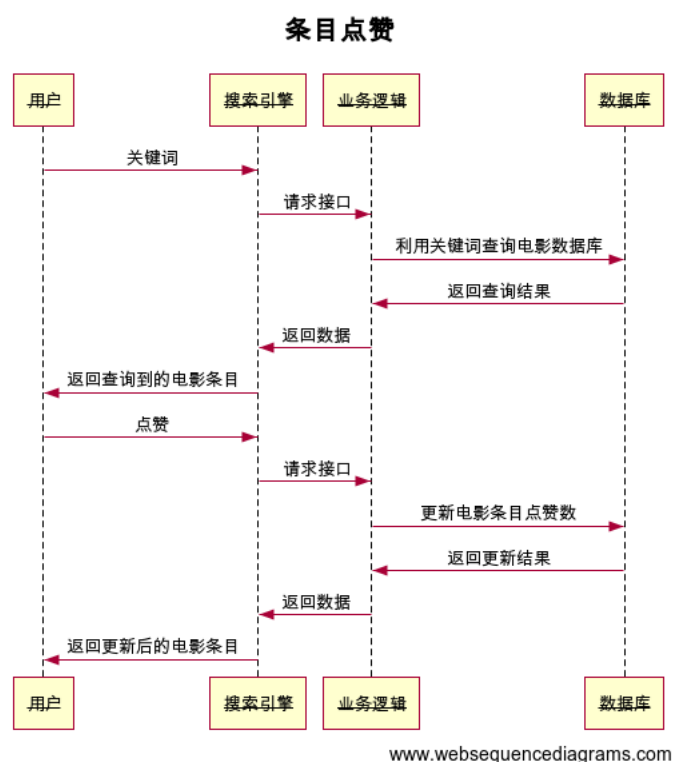 条目点赞
用户 搜索引擎 业务逻辑 数据库
关键词
请求接口
利用关键词查询电影数据库
返回查询结果
返回数据
返回查询到的电影条目
点赞
请求接口
更新电影条目点赞数
返回更新结果
返回数据
返回更新后的电影条目
用户 搜索引擎 业务逻辑 数据库
www.websequencediagrams.com